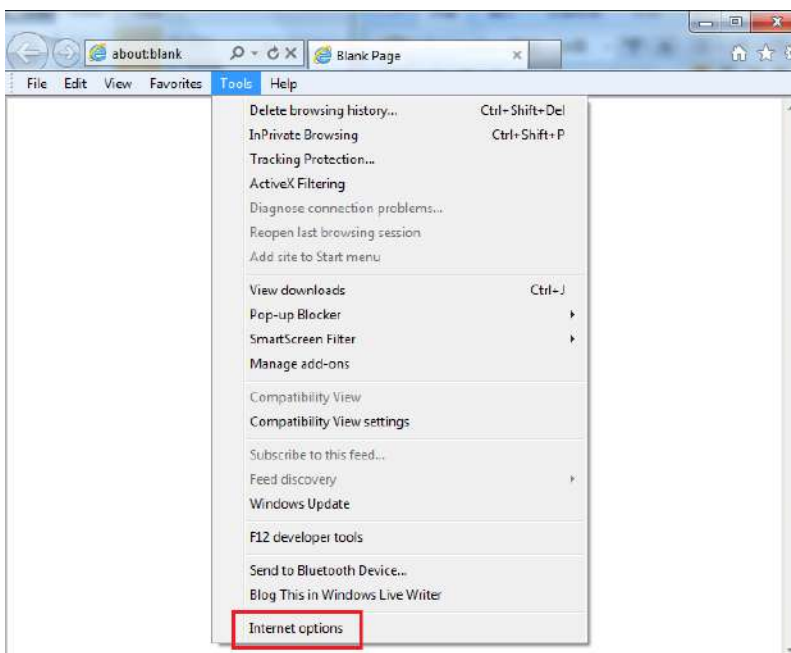 about:blank Blank Page
File Edit View Favorites Tools Help
Delete browsing history... Ctrl+Shift+Del
InPrivate Browsing Ctrl+Shift+P
Tracking Protection...
ActiveX Filtering
Diagnose connection problems...
Reopen last browsing session
Add site to Start menu
View downloads Ctrl+J
Pop-up Blocker
SmartScreen Filter
Manage add-ons
Compatibility View
Compatibility View settings
Subscribe to this feed...
Feed discovery
Windows Update
F12 developer tools
Send to Bluetooth Device...
Blog This in Windows Live Writer
Internet options